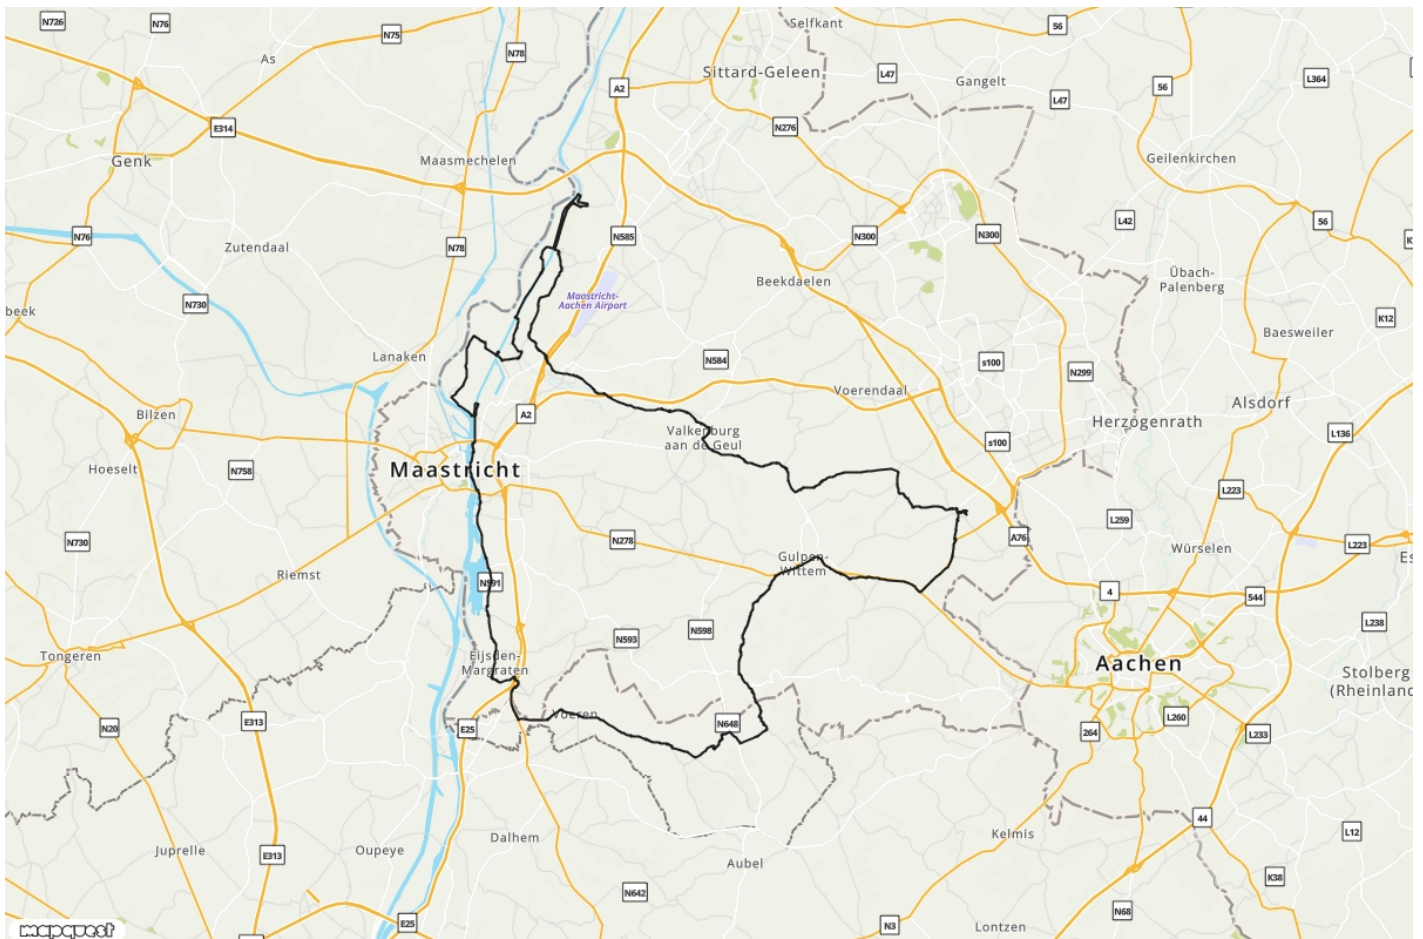 N726
N76
N75
N78
As
Selfkant
56
Sittard-Geleen
L47
Gangelt
A2
56
L364
L47
E314
N276
Genk
Maasmechelen
Geilenkirchen
N76
Zutendaal
N78
N585
N300
N300
L42
56
Übach-
Palenberg
Beekdaelen
Maastricht-
Aachen Airport
N730
beek
K12
Baesweiler
Lanaken
N584
s100
N299
Voerendaal
Bilzen
A2
Alsdorf
Herzogenrath
Valkenburg
aan de Geul
s100
L136
Hoeselt
N758
Maastricht
L223
L259
N730
N278
A76
L223
Würselen
Es
Gulpen-
Wittem
Riemst
N591
4
544
N593
N598
L238
Tongeren
Eijsden-
Margraten
Aachen
Stolberg
(Rheinland
N20
E313
E25
Voeren
N648
264
L260
L233
Dalhem
44
Kelmis
L12
Juprelle
E313
Oupeye
Aubel
K38
N642
E25
N3
Lontzen
N68
mapquest